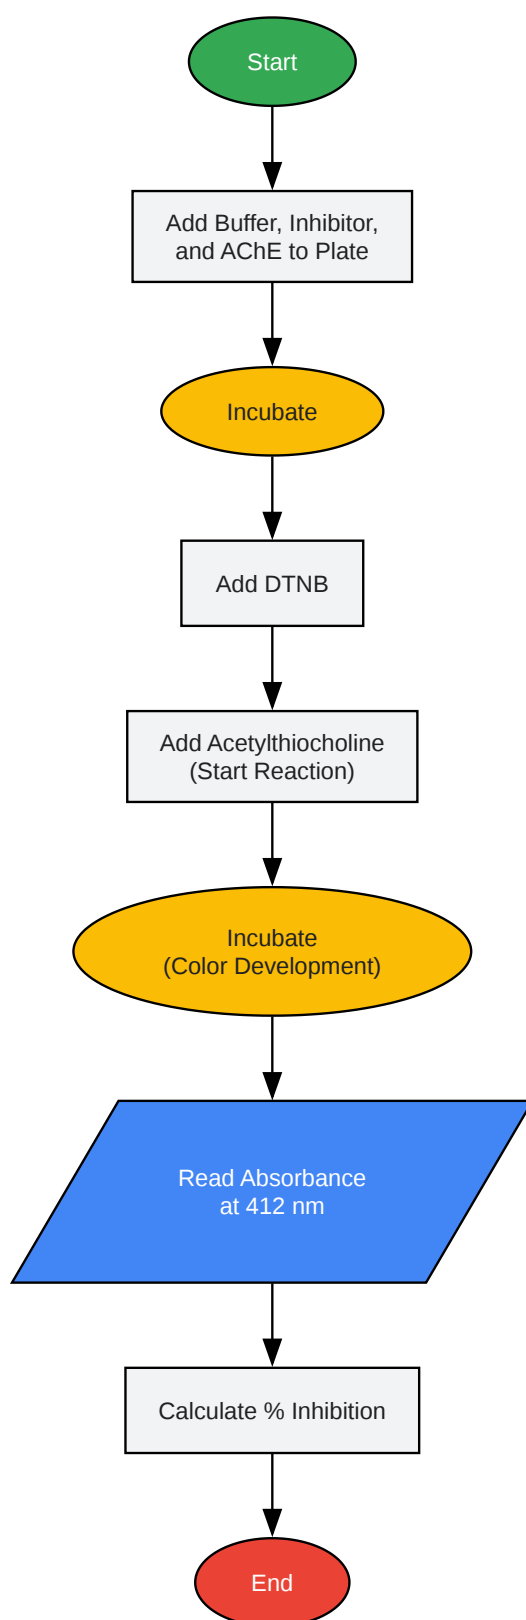 Start
Add Buffer, Inhibitor,
and AChE to Plate
Incubate
Add DTNB
Add Acetylthiocholine
(Start Reaction)
Incubate
(Color Development)
Read Absorbance
at 412 nm
Calculate % Inhibition
End